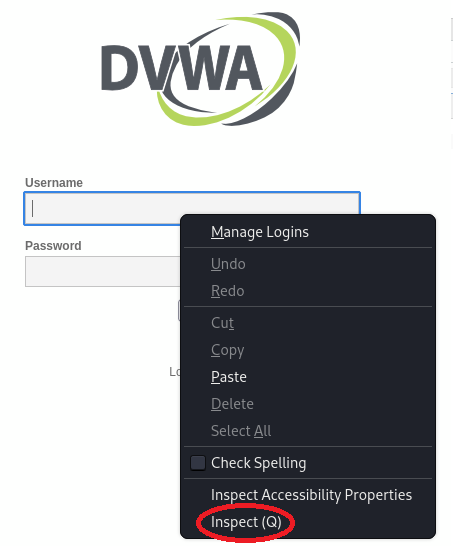 DVWA
Username
Password
Lo
Manage Logins
Undo
Redo
Cut
Copy
Paste
Delete
Select All
Check Spelling
Inspect Accessibility Properties
Inspect (Q)